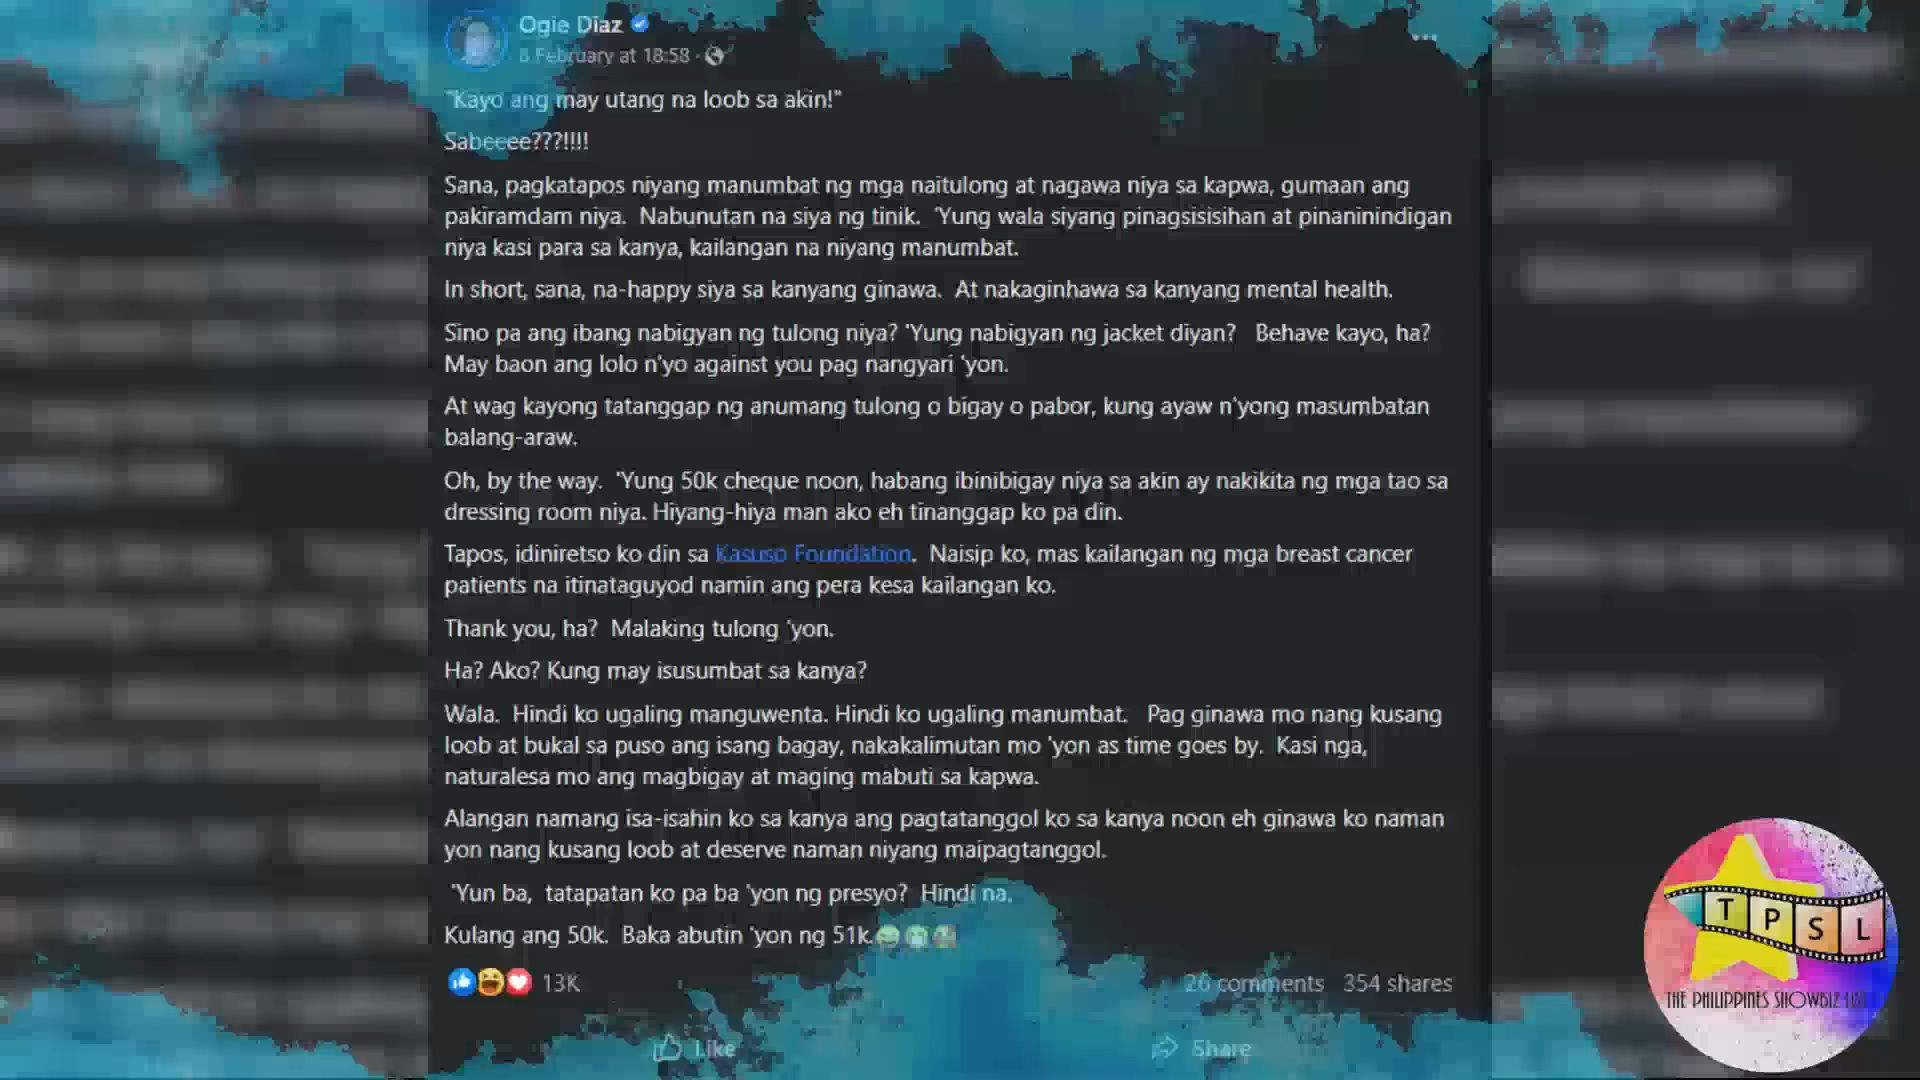 Ogie Diaz
8 February at 18:58 ·
"Kayo ang may utang na loob sa akin!"
Sabeeee???!!!!
Sana, pagkatapos niyang manumbat ng mga naitulong at nagawa niya sa kapwa, gumaan ang
pakiramdam niya. Nabunutan na siya ng tinik. 'Yung wala siyang pinagsisisihan at pinaninindigan
niya kasi para sa kanya, kailangan na niyang manumbat.
In short, sana, na-happy siya sa kanyang ginawa. At nakaginhawa sa kanyang mental health.
Sino pa ang ibang nabigyan ng tulong niya? 'Yung nabigyan ng jacket diyan? Behave kayo, ha?
May baon ang lolo n'yo against you pag nangyari 'yon.
At wag kayong tatanggap ng anumang tulong o bigay o pabor, kung ayaw n'yong masumbatan
balang-araw.
Oh, by the way. 'Yung 50k cheque noon, habang ibinibigay niya sa akin ay nakikita ng mga tao sa
dressing room niya. Hiyang-hiya man ako eh tinanggap ko pa din.
Tapos, idiniretso ko din sa Kasuso Foundation. Naisip ko, mas kailangan ng mga breast cancer
patients na itinataguyod namin ang pera kesa kailangan ko.
Thank you, ha? Malaking tulong 'yon.
Ha? Ako? Kung may isusumbat sa kanya?
Wala. Hindi ko ugaling manguwenta. Hindi ko ugaling manumbat. Pag ginawa mo nang kusang
loob at bukal sa puso ang isang bagay, nakakalimutan mo 'yon as time goes by. Kasi nga,
naturalesa mo ang magbigay at maging mabuti sa kapwa.
Alangan namang isa-isahin ko sa kanya ang pagtatanggol ko sa kanya noon eh ginawa ko naman
yon nang kusang loob at deserve naman niyang maipagtanggol.
'Yun ba, tatapatan ko pa ba 'yon ng presyo? Hindi na.
Kulang ang 50k. Baka abutin 'yon ng 51k.
13K
26 comments 354 shares
Like
Share
TPSL
THE PHILIPPINES SHOWBIZ LIST